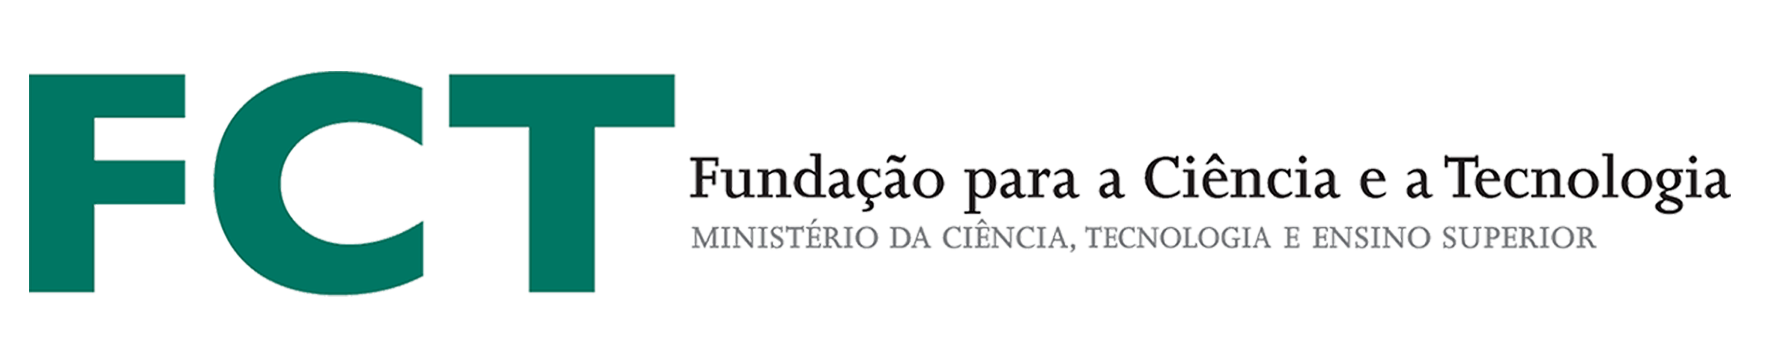 FCT
Fundação para a Ciência e a Tecnologia
MINISTÉRIO DA CIÊNCIA, TECNOLOGIA E ENSINO SUPERIOR